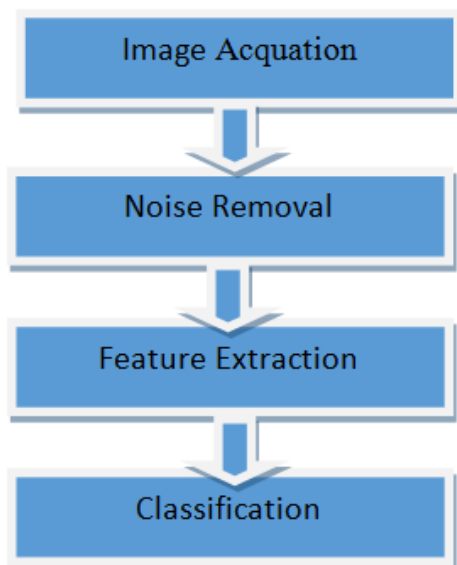 Image Acquation
Noise Removal
Feature Extraction
Classification